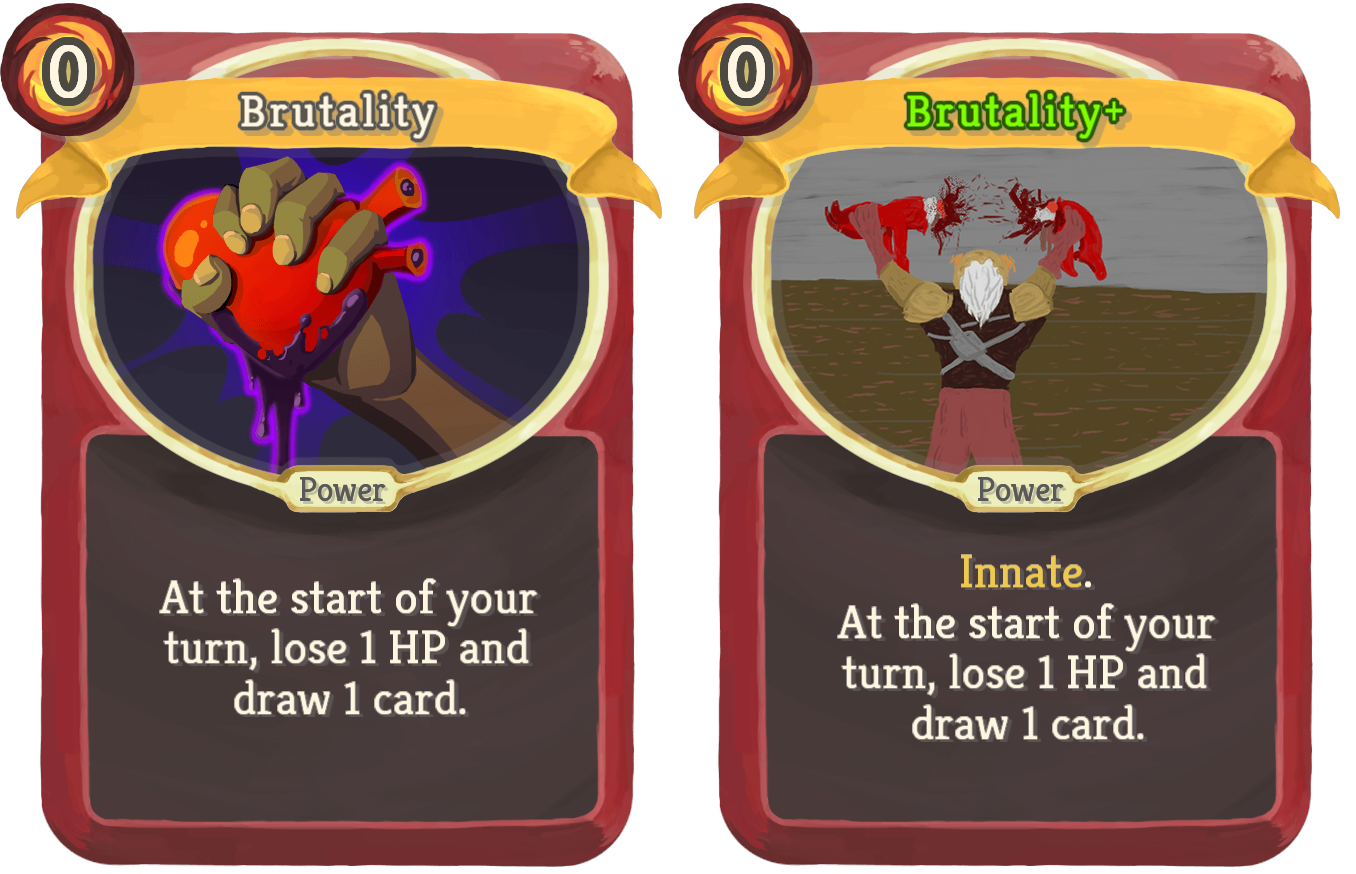 0
Brutality
Power
At the start of your
turn, lose 1 HP and
draw 1 card.
0
Brutality+
Power
Innate.
At the start of your
turn, lose 1 HP and
draw 1 card.